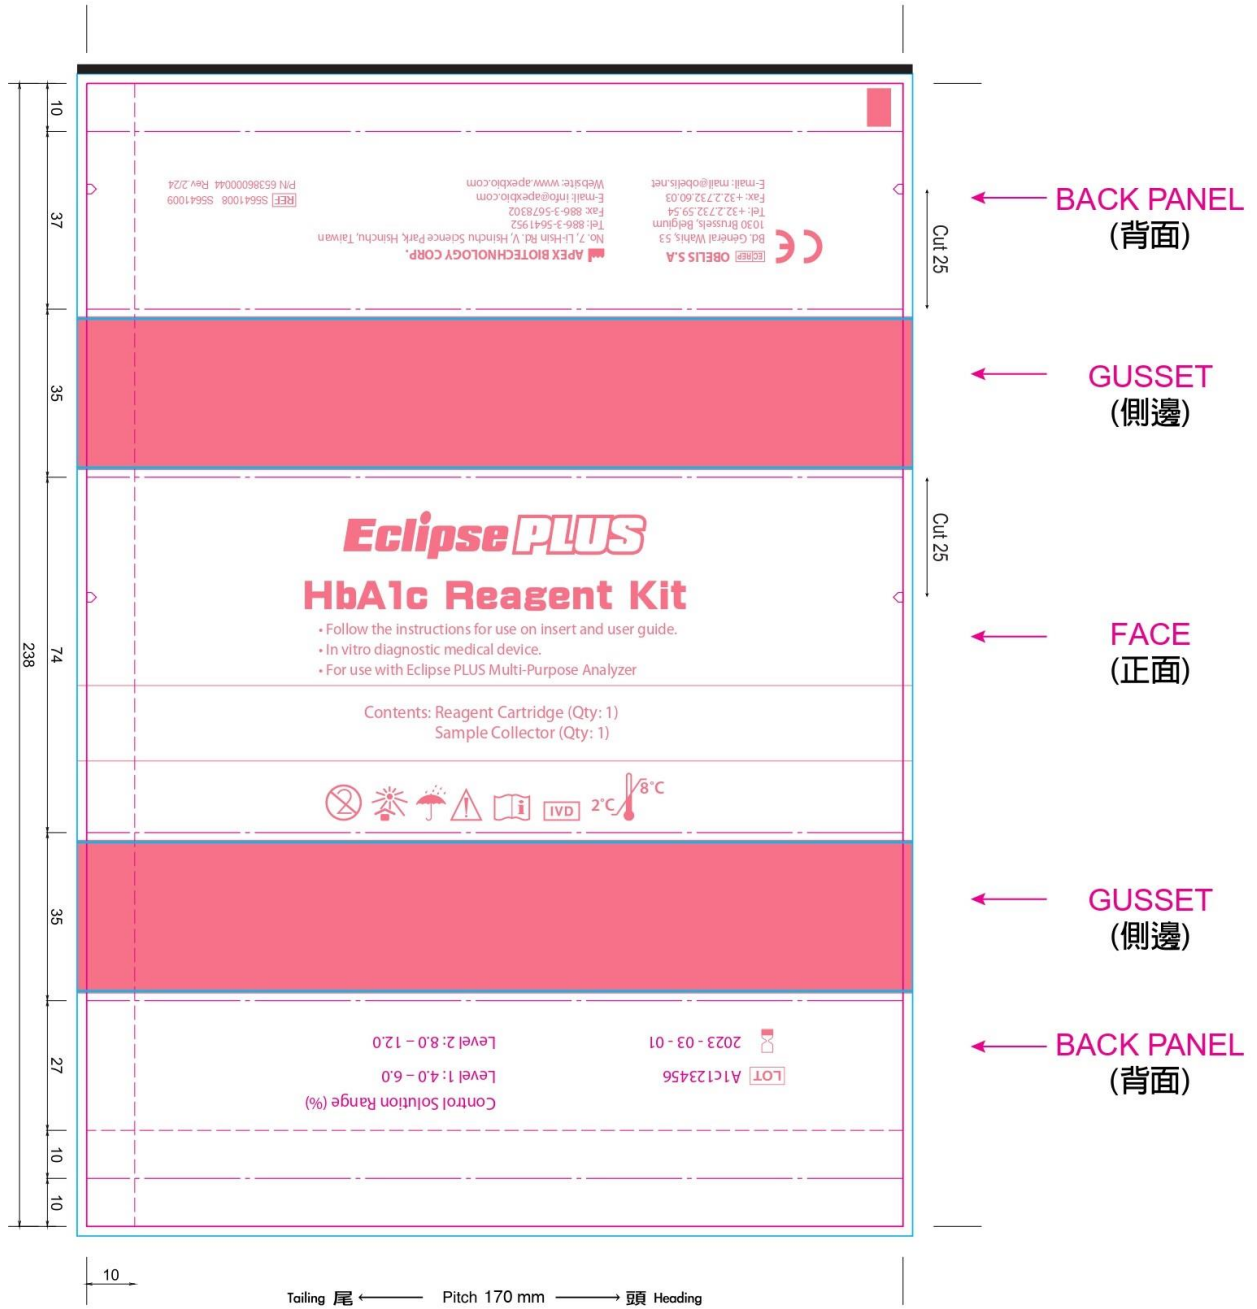 10
37
35
74
35
27
10
10
238
P/N 6538600044 Rev.2/24
REF S5641008 S5641009
Website: www.apexbio.com
E-mail: info@apexbio.com
Fax: 886-3-5678302
Tel: 886-3-5641952
No. 7, Li-Hsin Rd. V, Hsinchu Science Park, Hsinchu, Taiwan
APEX BIOTECHNOLOGY CORP.
E-mail: mail@obelis.net
Fax: +32.2.732.60.03
Tel: +32.2.732.59.54
1030 Brussels, Belgium
Bd. Général Wahis, 53
EC REP OBELIS S.A
CE
Cut 25
BACK PANEL
(背面)
GUSSET
(側邊)
Eclipse PLUS
HbA1c Reagent Kit
• Follow the instructions for use on insert and user guide.
• In vitro diagnostic medical device.
• For use with Eclipse PLUS Multi-Purpose Analyzer
Contents: Reagent Cartridge (Qty: 1)
Sample Collector (Qty: 1)
2
i
IVD
2°C
8°C
Cut 25
FACE
(正面)
GUSSET
(側邊)
LOT A1c123456
2023 - 03 - 01
Control Solution Range (%)
Level 1: 4.0 – 6.0
Level 2: 8.0 – 12.0
BACK PANEL
(背面)
10
Tailing 尾 Pitch 170 mm 頭 Heading